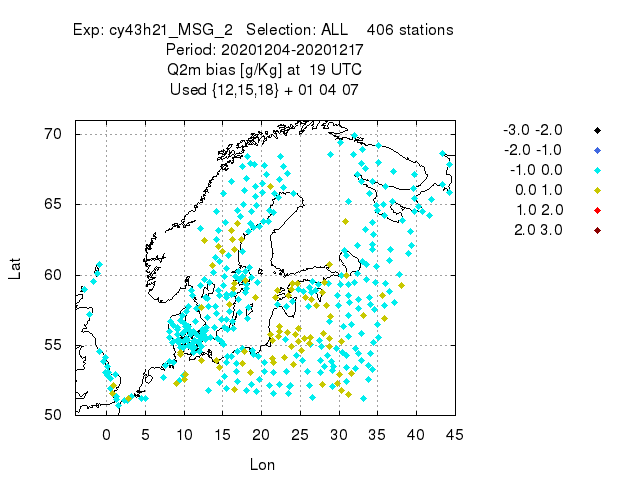 Exp: cy43h21_MSG_2 Selection: ALL 406 stations
Period: 20201204-20201217
Q2m bias [g/Kg] at 19 UTC
Used {12,15,18} + 01 04 07
70
65
60
55
50
Lat
0 5 10 15 20 25 30 35 40 45
Lon
-3.0 -2.0
-2.0 -1.0
-1.0 0.0
0.0 1.0
1.0 2.0
2.0 3.0